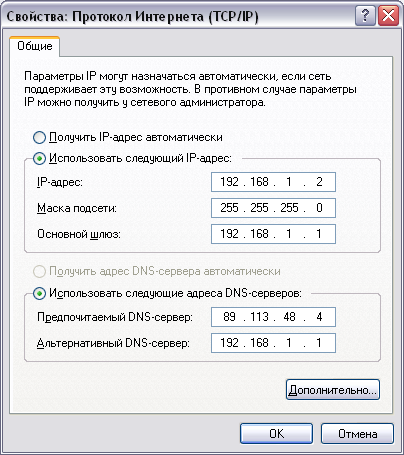 Свойства: Протокол Интернета (TCP/IP)
Общие
Параметры IP могут назначаться автоматически, если сеть
поддерживает эту возможность. В противном случае параметры
IP можно получить у сетевого администратора.
Получить IP-адрес автоматически
Использовать следующий IP-адрес:
IP-адрес: 192 . 168 . 1 . 2
Маска подсети: 255 . 255 . 255 . 0
Основной шлюз: 192 . 168 . 1 . 1
Получить адрес DNS-сервера автоматически
Использовать следующие адреса DNS-серверов:
Предпочитаемый DNS-сервер: 89 . 113 . 48 . 4
Альтернативный DNS-сервер: 192 . 168 . 1 . 1
Дополнительно...
OK Отмена